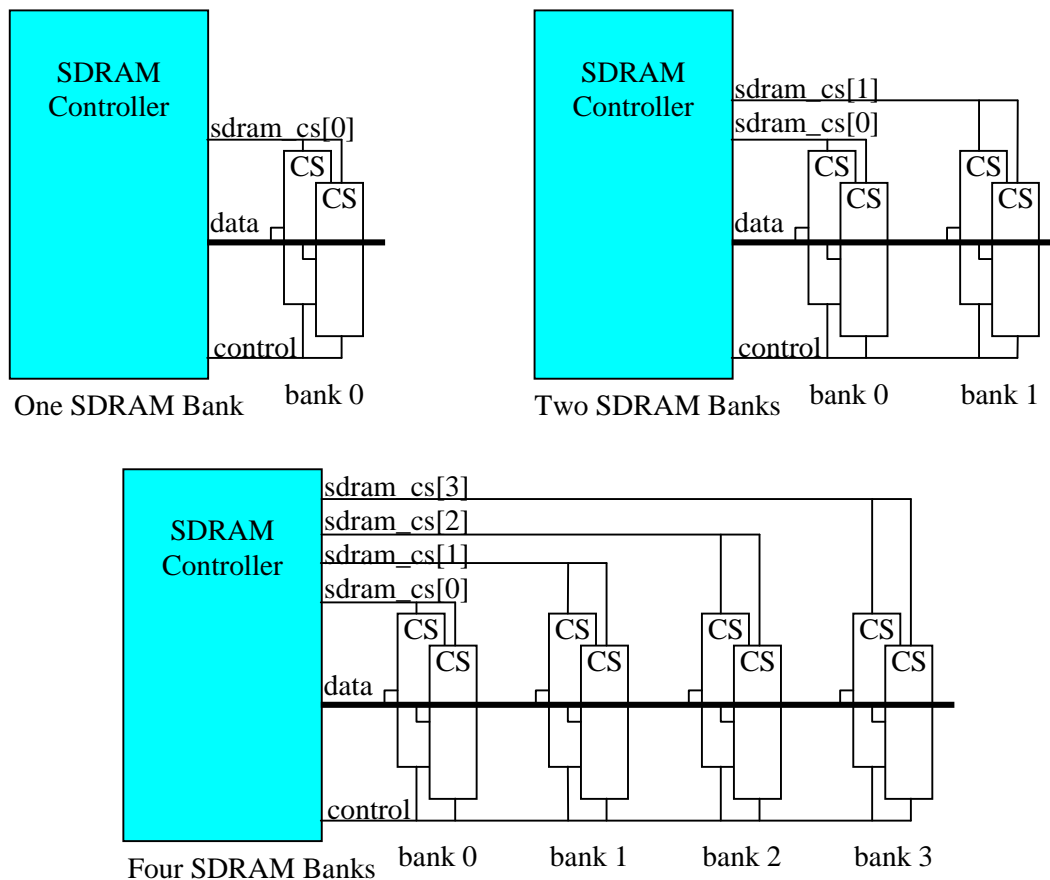 SDRAM
Controller
sdram_cs[0]
CS
CS
data
control
bank 0
One SDRAM Bank
SDRAM
Controller
sdram_cs[1]
sdram_cs[0]
CS
CS
CS
CS
data
control
bank 0
bank 1
Two SDRAM Banks
SDRAM
Controller
sdram_cs[3]
sdram_cs[2]
sdram_cs[1]
sdram_cs[0]
CS
CS
CS
CS
CS
CS
CS
CS
data
control
bank 0
bank 1
bank 2
bank 3
Four SDRAM Banks